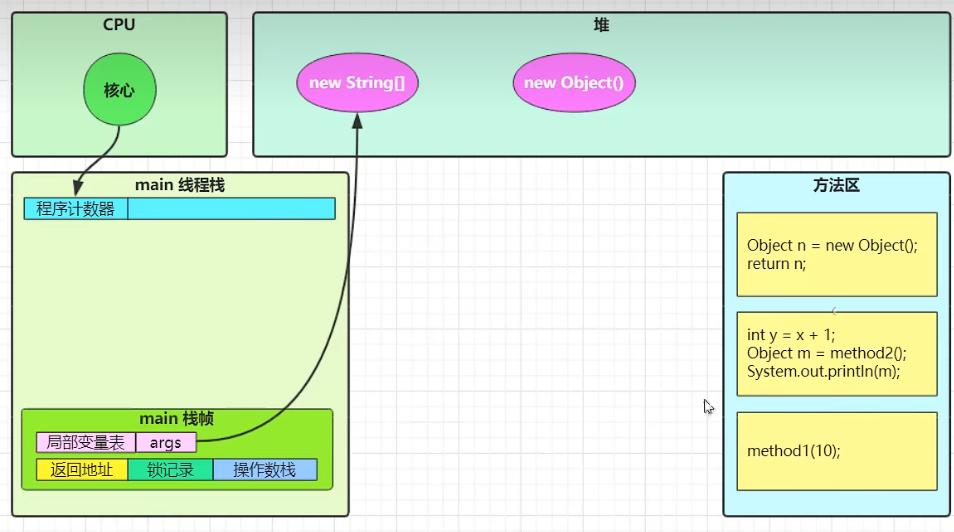 CPU
核心
堆
new String[]
new Object()
main 线程栈
程序计数器
main 栈帧
局部变量表
args
返回地址
锁记录
操作数栈
方法区
Object n = new Object();
return n;
int y = x + 1;
Object m = method2();
System.out.println(m);
method1(10);